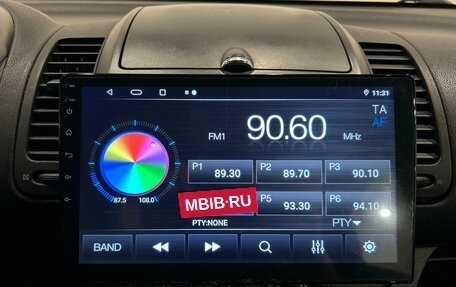 11:31
TA
AF
FM1 90.60 MHz
P1 89.30 P2 89.70 P3 90.10
MBIB·RU P5 93.30 P6 94.10
87.5 108.0
PTY:NONE PTY
BAND